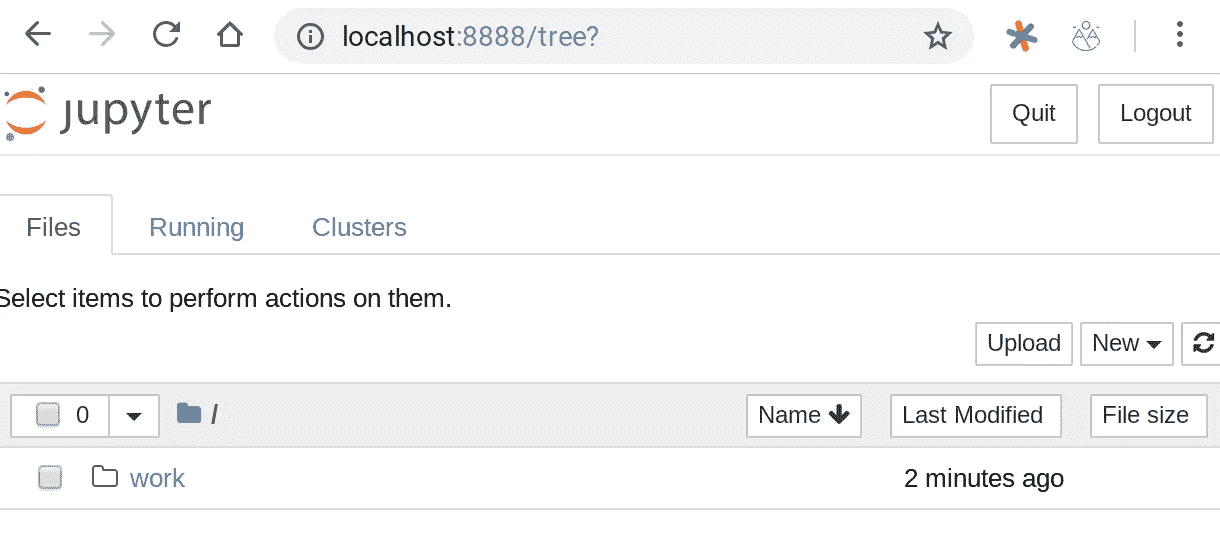 localhost:8888/tree?
jupyter
Quit
Logout
Files
Running
Clusters
Select items to perform actions on them.
Upload
New
0
/
Name
Last Modified
File size
work
2 minutes ago